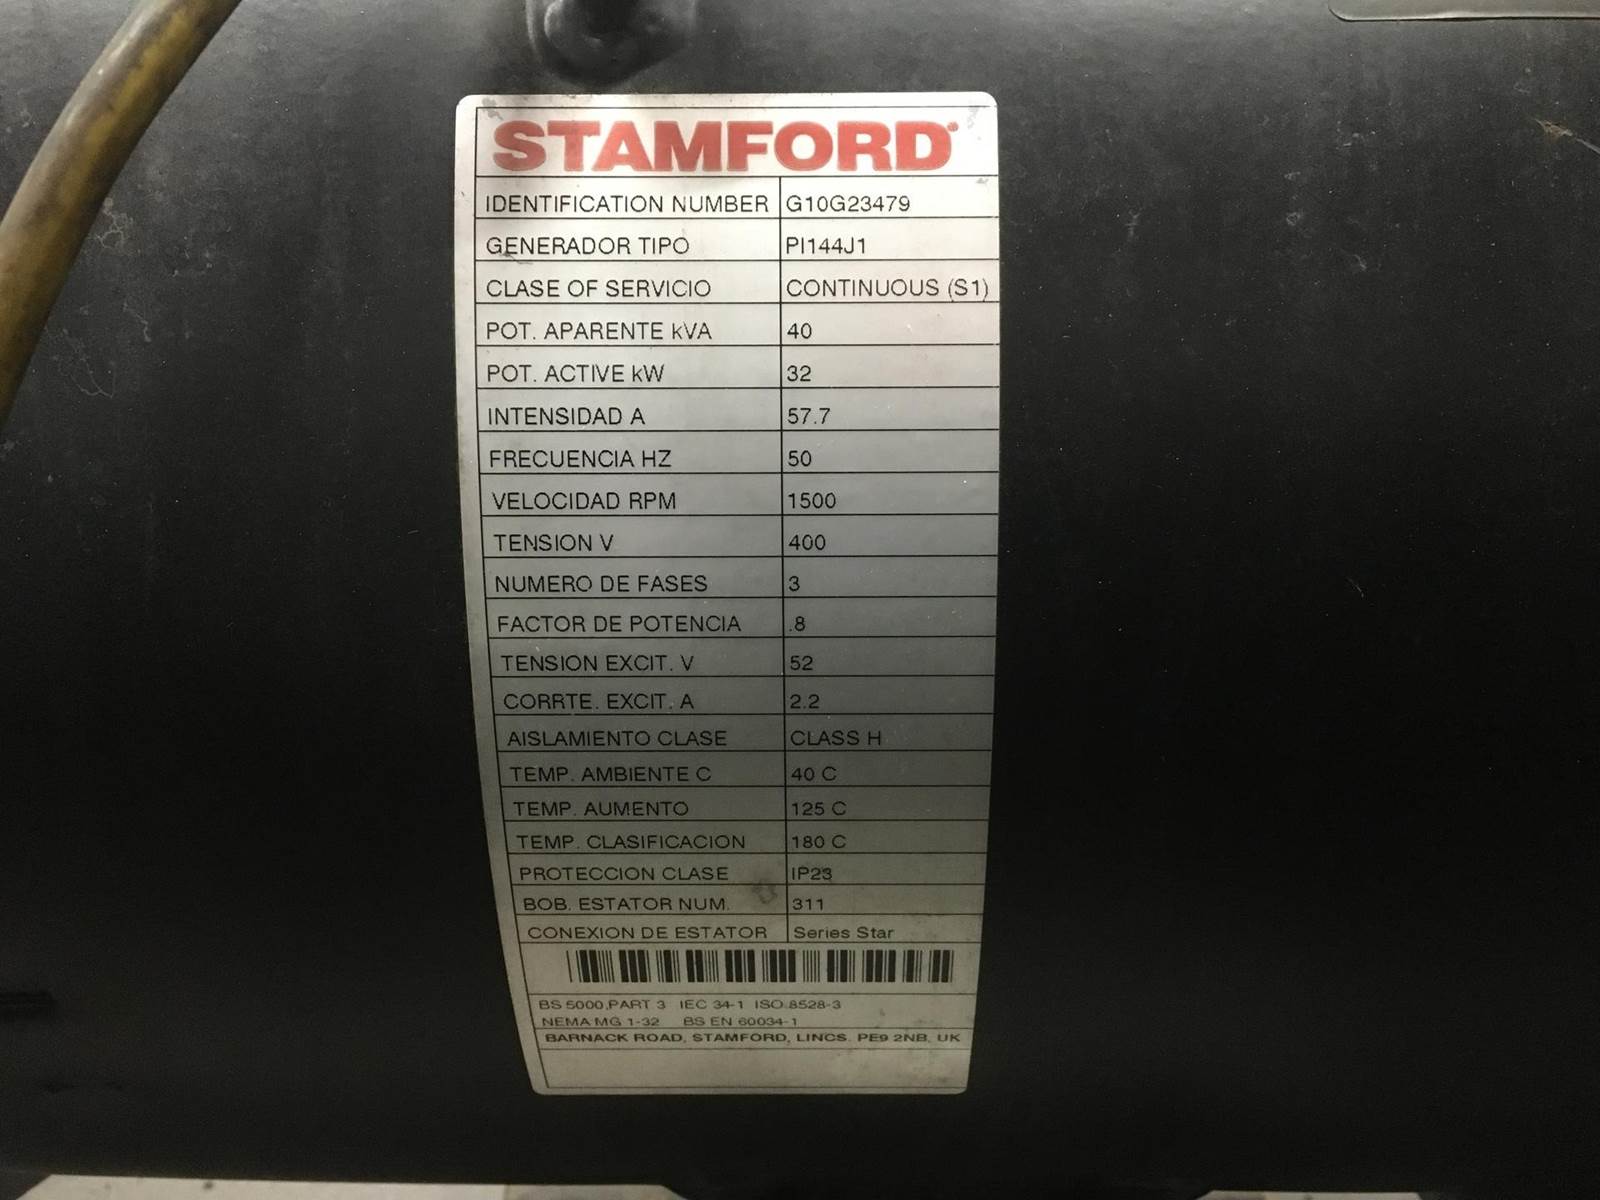 STAMFORD
IDENTIFICATION NUMBER G10G23479
GENERADOR TIPO PI144J1
CLASE OF SERVICIO CONTINUOUS (S1)
POT. APARENTE kVA 40
POT. ACTIVE kW 32
INTENSIDAD A 57.7
FRECUENCIA HZ 50
VELOCIDAD RPM 1500
TENSION V 400
NUMERO DE FASES 3
FACTOR DE POTENCIA .8
TENSION EXCIT. V 52
CORRTE. EXCIT. A 2.2
AISLAMIENTO CLASE CLASS H
TEMP. AMBIENTE C 40 C
TEMP. AUMENTO 125 C
TEMP. CLASIFICACION 180 C
PROTECCION CLASE IP23
BOB. ESTATOR NUM. 311
CONEXION DE ESTATOR Series Star
BS 5000,PART 3 IEC 34-1 ISO 8528-3
NEMA MG 1-32 BS EN 60034-1
BARNACK ROAD, STAMFORD, LINCS. PE9 2NB, UK